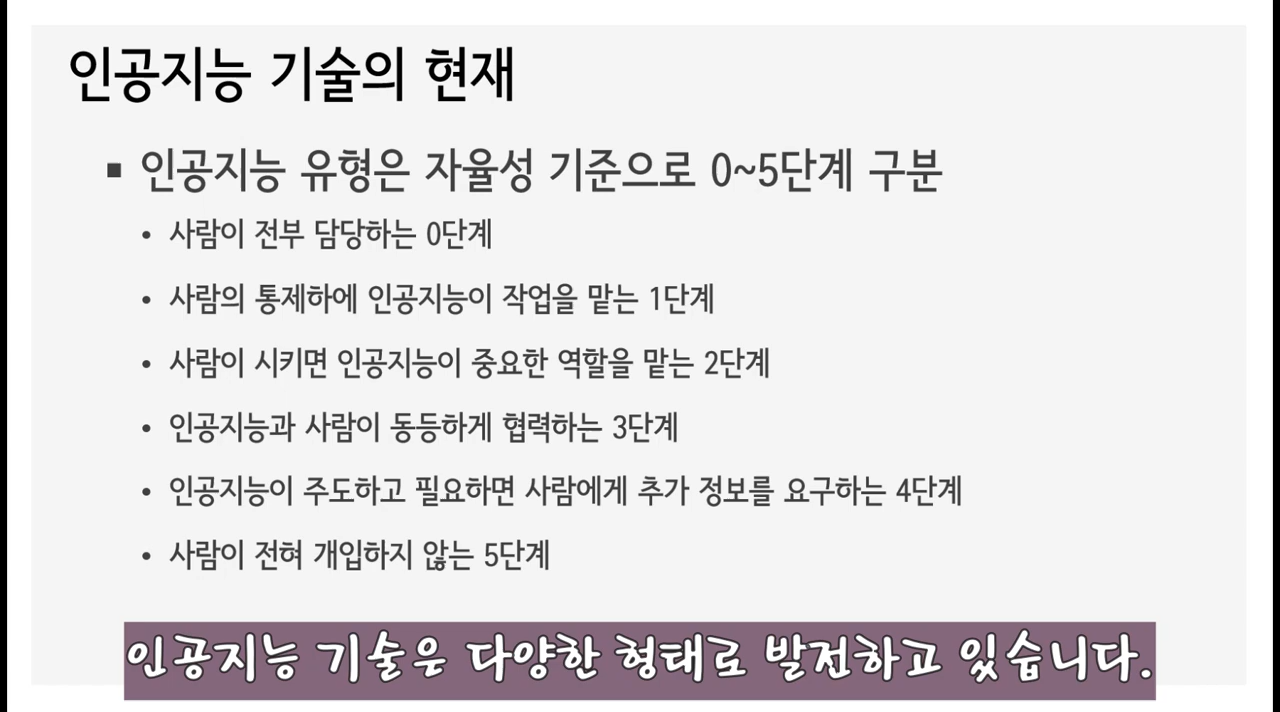 인공지능 기술의 현재
▪ 인공지능 유형은 자율성 기준으로 0~5단계 구분
• 사람이 전부 담당하는 0단계
• 사람의 통제하에 인공지능이 작업을 맡는 1단계
• 사람이 시키면 인공지능이 중요한 역할을 맡는 2단계
• 인공지능과 사람이 동등하게 협력하는 3단계
• 인공지능이 주도하고 필요하면 사람에게 추가 정보를 요구하는 4단계
• 사람이 전혀 개입하지 않는 5단계
인공지능 기술은 다양한 형태로 발전하고 있습니다.